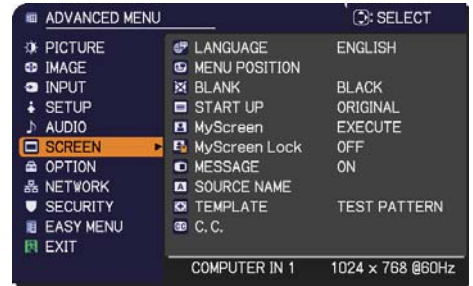 ADVANCED MENU : SELECT
PICTURE
IMAGE
INPUT
SETUP
AUDIO
SCREEN
OPTION
NETWORK
SECURITY
EASY MENU
EXIT
LANGUAGE ENGLISH
MENU POSITION
BLANK BLACK
START UP ORIGINAL
MyScreen EXECUTE
MyScreen Lock OFF
MESSAGE ON
SOURCE NAME
TEMPLATE TEST PATTERN
C.C.
COMPUTER IN 1 1024 x 768 @60Hz